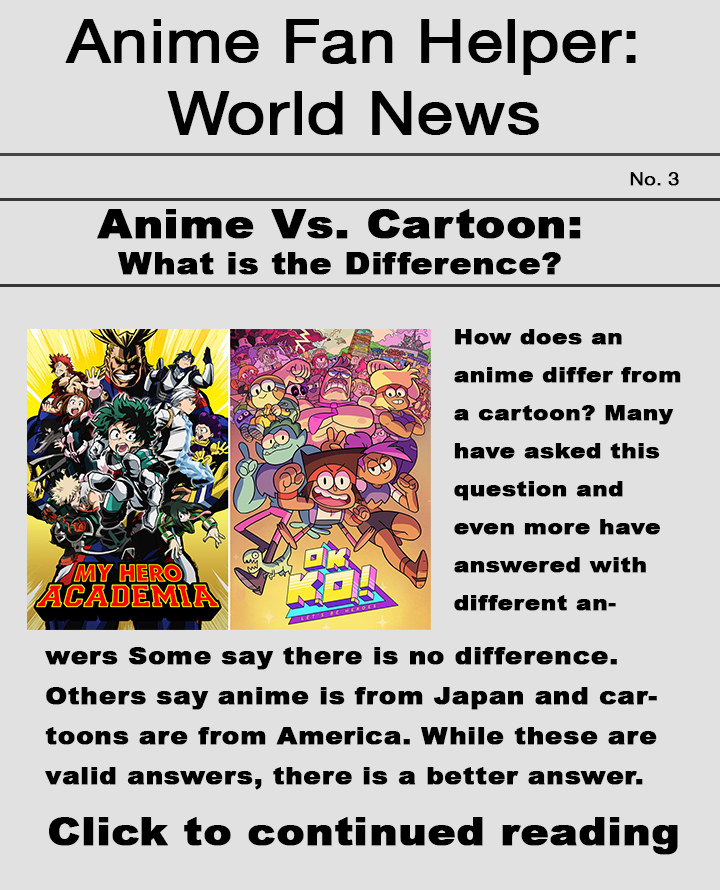 Anime Fan Helper:
World News
No. 3
Anime Vs. Cartoon:
What is the Difference?
MY HERO
ACADEMIA
OK
K.O.!
LET'S BE HEROES
How does an
anime differ from
a cartoon? Many
have asked this
question and
even more have
answered with
different an-
wers Some say there is no difference.
Others say anime is from Japan and car-
toons are from America. While these are
valid answers, there is a better answer.
Click to continued reading